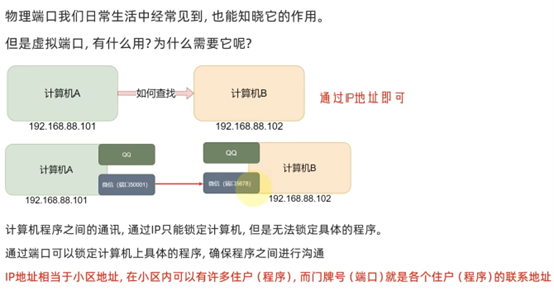 物理端口我们日常生活中经常见到，也能知晓它的作用。
但是虚拟端口，有什么用？为什么需要它呢？
计算机A
如何查找
计算机B
通过IP地址即可
192.168.88.101
192.168.88.102
计算机A
QQ
微信（端口50001）
QQ
微信（端口5678）
计算机B
192.168.88.101
192.168.88.102
计算机程序之间的通讯，通过IP只能锁定计算机，但是无法锁定具体的程序。
通过端口可以锁定计算机上具体的程序，确保程序之间进行沟通
IP地址相当于小区地址，在小区内可以有许多住户（程序），而门牌号（端口）就是各个住户（程序）的联系地址